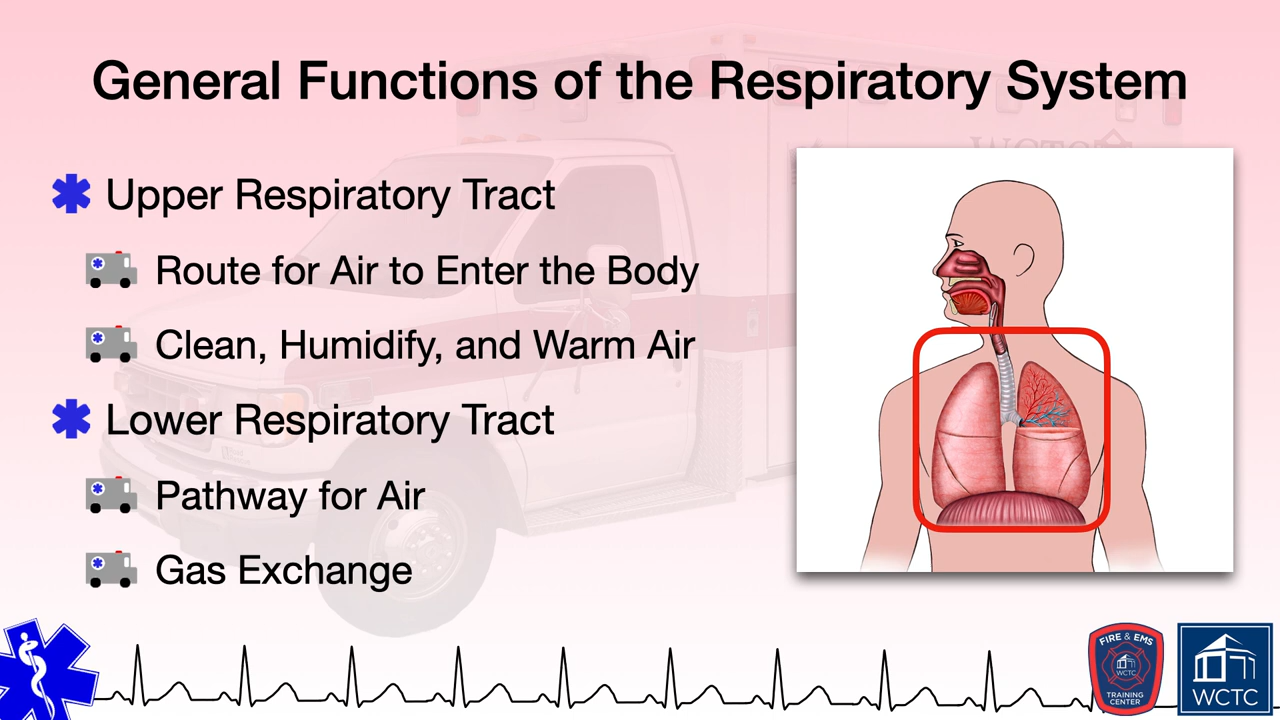 General Functions of the Respiratory System
Upper Respiratory Tract
Route for Air to Enter the Body
Clean, Humidify, and Warm Air
Lower Respiratory Tract
Pathway for Air
Gas Exchange
WCTC
FIRE & EMS
WCTC
TRAINING
CENTER
WCTC